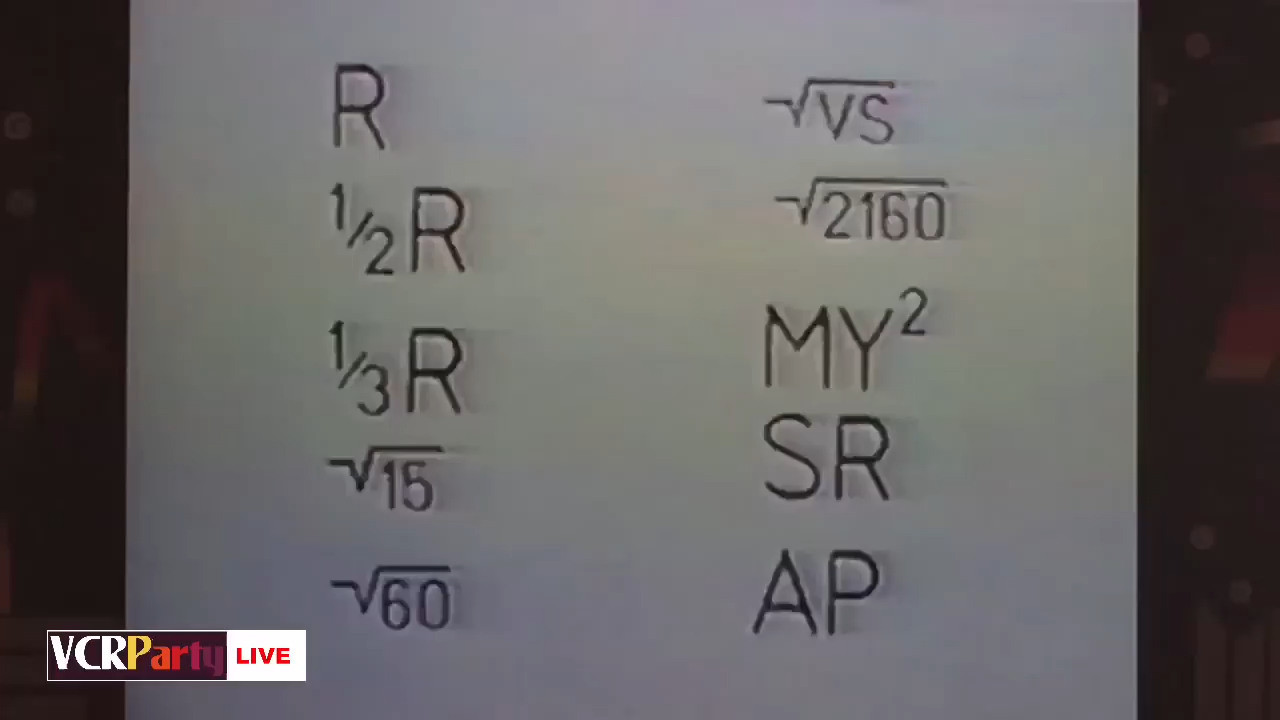 R
½R
⅓R
√15
√60
√VS
√2160
MY²
SR
AP
VCRParty LIVE